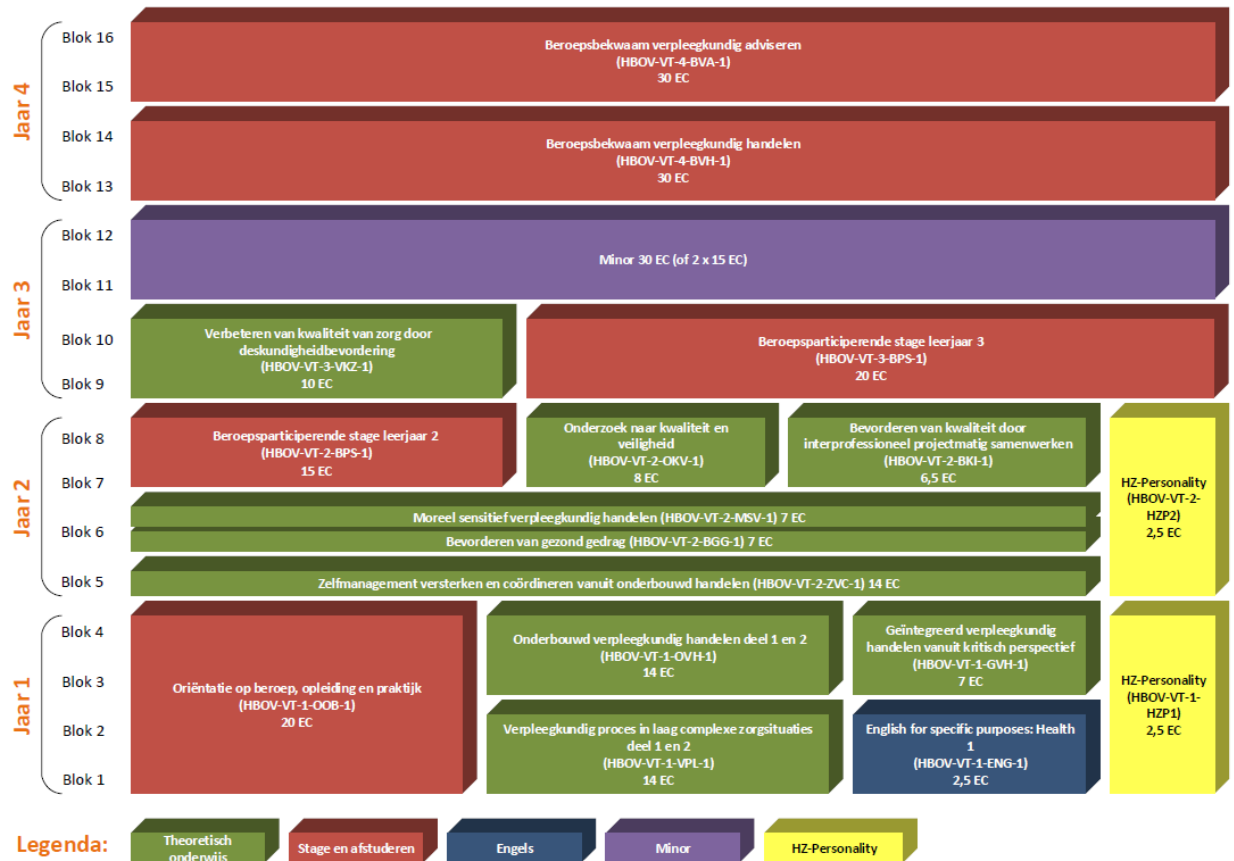 Jaar 4
Blok 16
Blok 15
Beroepsbekwaam verpleegkundig adviseren
(HBOV-VT-4-BVA-1)
30 EC
Blok 14
Blok 13
Beroepsbekwaam verpleegkundig handelen
(HBOV-VT-4-BVH-1)
30 EC
Jaar 3
Blok 12
Blok 11
Minor 30 EC (of 2 x 15 EC)
Blok 10
Blok 9
Verbeteren van kwaliteit van zorg door
deskundigheidbevordering
(HBOV-VT-3-VKZ-1)
10 EC
Beroepsparticiperende stage leerjaar 3
(HBOV-VT-3-BPS-1)
20 EC
Jaar 2
Blok 8
Blok 7
Beroepsparticiperende stage leerjaar 2
(HBOV-VT-2-BPS-1)
15 EC
Onderzoek naar kwaliteit en
veiligheid
(HBOV-VT-2-OKV-1)
8 EC
Bevorderen van kwaliteit door
interprofessioneel projectmatig samenwerken
(HBOV-VT-2-BKI-1)
6,5 EC
HZ-Personality
(HBOV-VT-2-
HZP2)
2,5 EC
Blok 6
Moreel sensitief verpleegkundig handelen (HBOV-VT-2-MSV-1) 7 EC
Bevorderen van gezond gedrag (HBOV-VT-2-BGG-1) 7 EC
Blok 5
Zelfmanagement versterken en coördineren vanuit onderbouwd handelen (HBOV-VT-2-ZVC-1) 14 EC
Jaar 1
Blok 4
Blok 3
Blok 2
Blok 1
Oriëntatie op beroep, opleiding en praktijk
(HBOV-VT-1-OOB-1)
20 EC
Onderbouwd verpleegkundig handelen deel 1 en 2
(HBOV-VT-1-OVH-1)
14 EC
Geïntegreerd verpleegkundig
handelen vanuit kritisch perspectief
(HBOV-VT-1-GVH-1)
7 EC
HZ-Personality
(HBOV-VT-1-
HZP1)
2,5 EC
Verpleegkundig proces in laag complexe zorgsituaties
deel 1 en 2
(HBOV-VT-1-VPL-1)
14 EC
English for specific purposes: Health
1
(HBOV-VT-1-ENG-1)
2,5 EC
Legenda:
Theoretisch
onderwijs
Stage en afstuderen
Engels
Minor
HZ-Personality